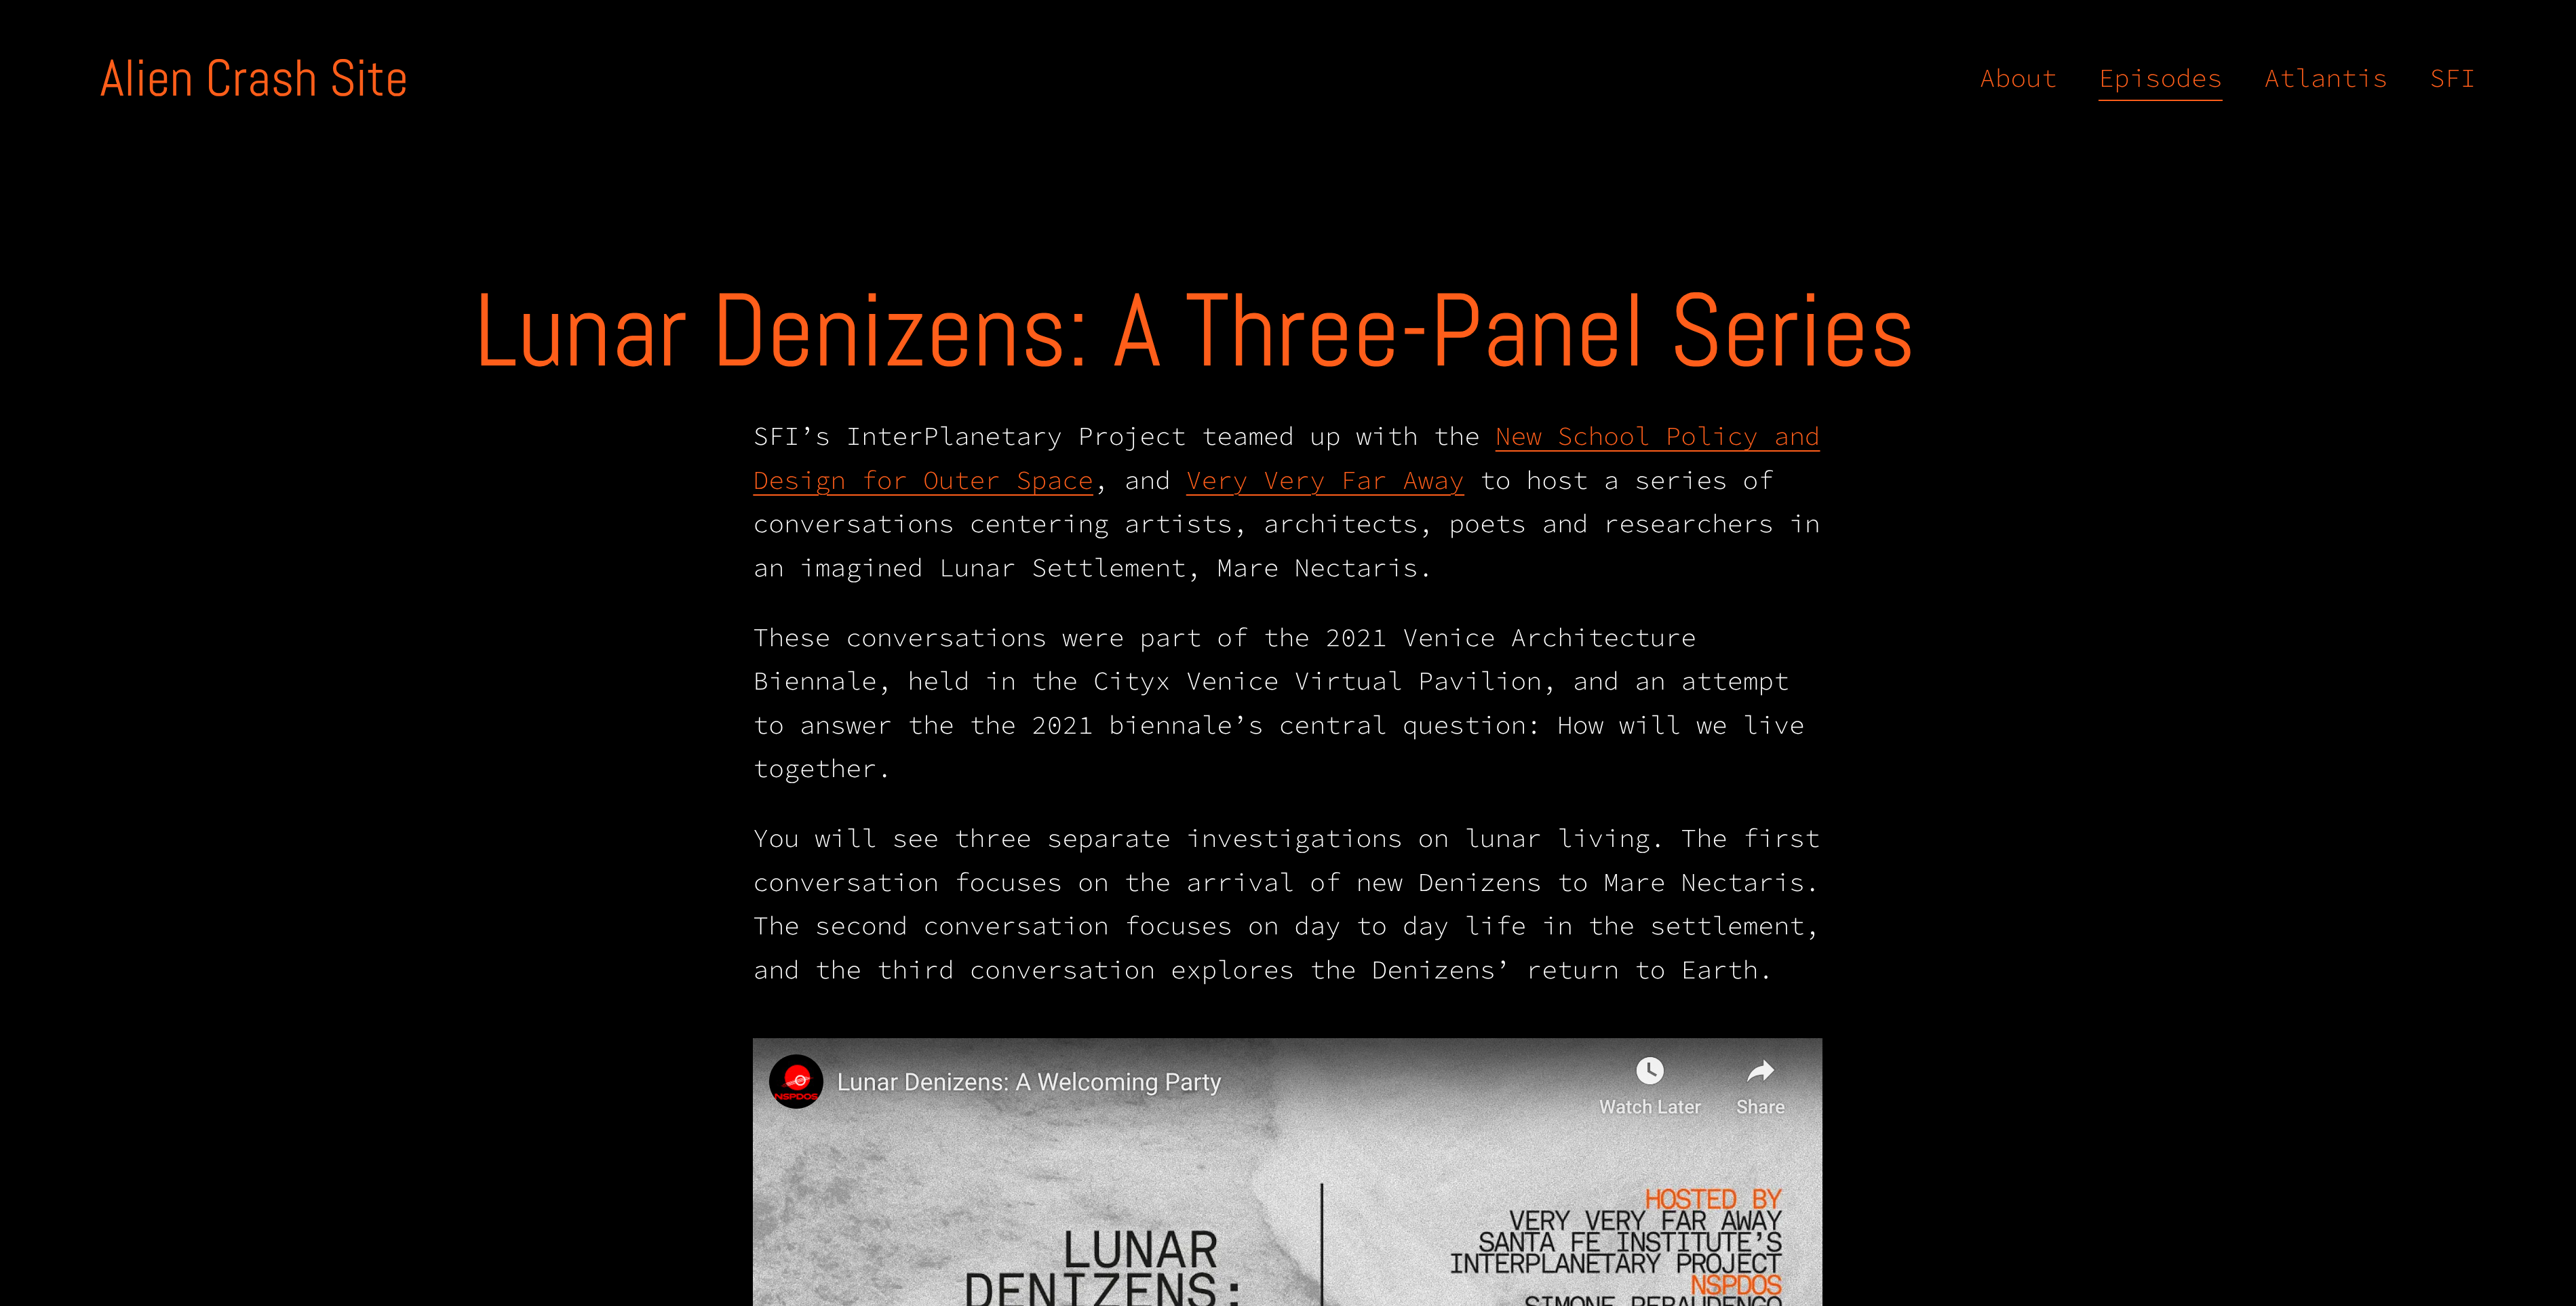 Alien Crash Site
About Episodes Atlantis SFI
Lunar Denizens: A Three-Panel Series
SFI’s InterPlanetary Project teamed up with the New School Policy and
Design for Outer Space, and Very Very Far Away to host a series of
conversations centering artists, architects, poets and researchers in
an imagined Lunar Settlement, Mare Nectaris.
These conversations were part of the 2021 Venice Architecture
Biennale, held in the Cityx Venice Virtual Pavilion, and an attempt
to answer the the 2021 biennale’s central question: How will we live
together.
You will see three separate investigations on lunar living. The first
conversation focuses on the arrival of new Denizens to Mare Nectaris.
The second conversation focuses on day to day life in the settlement,
and the third conversation explores the Denizens’ return to Earth.
NSPDOS
Lunar Denizens: A Welcoming Party
Watch Later
Share
LUNAR
DENIZENS:
HOSTED BY
VERY VERY FAR AWAY
SANTA FE INSTITUTE’S
INTERPLANETARY PROJECT
NSPDOS
SIMONE REBAUDENGO